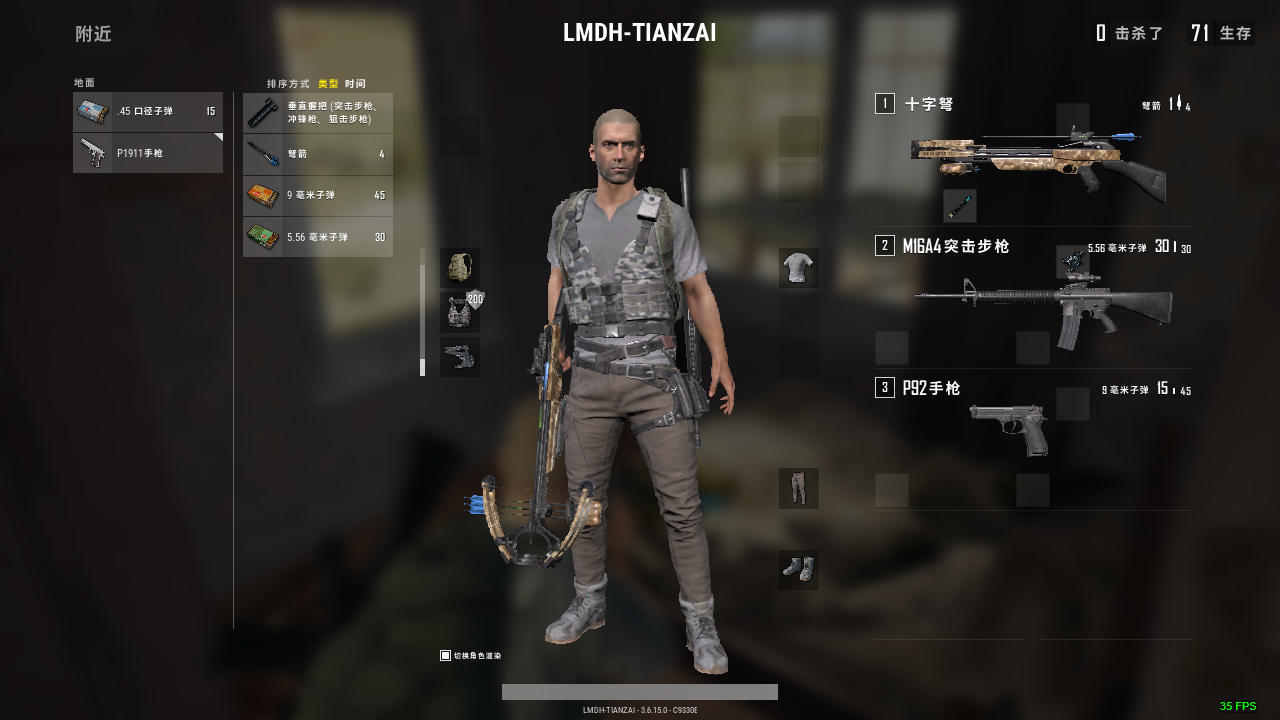 附近
LMDH-TIANZAI
0 击杀了
71 生存
地面
.45 口径子弹 15
P1911手枪
排序方式 类型 时间
垂直握把 (突击步枪、
冲锋枪、 狙击步枪)
弩箭 4
9 毫米子弹 45
5.56 毫米子弹 30
200
1 十字弩
弩箭 1 4
2 M16A4突击步枪
5.56 毫米子弹 30 30
3 P92手枪
9 毫米子弹 15 45
切换角色渲染
LMDH-TIANZAI - 3.6.15.0 - C9330E
35 FPS